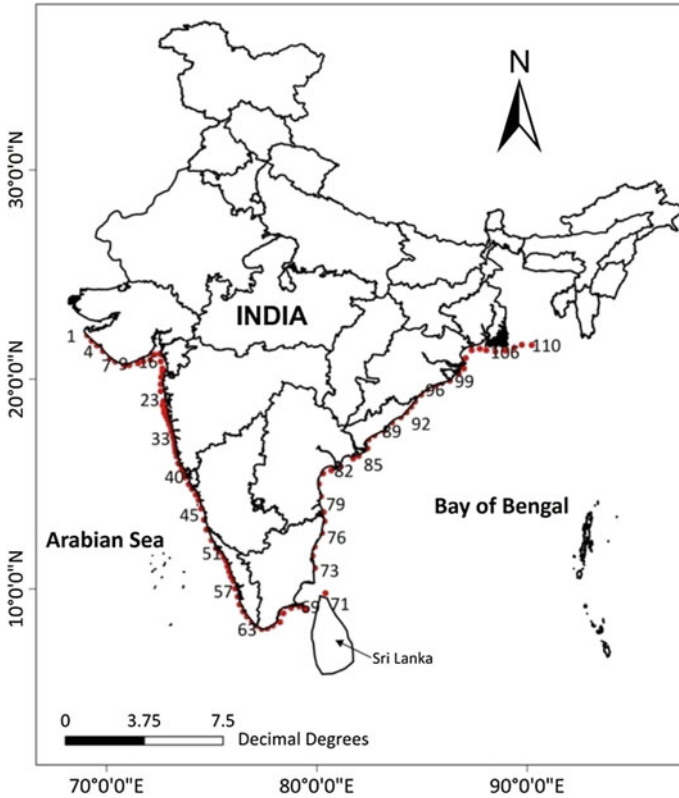 N
30°0'0"N
INDIA
1
4
7
9
16
110
106
20°0'0"N
99
96
23
92
89
33
85
82
40
79
Bay of Bengal
45
76
Arabian Sea
51
73
10°0'0"N
57
69
71
63
Sri Lanka
0 3.75 7.5
Decimal Degrees
70°0'0"E 80°0'0"E 90°0'0"E